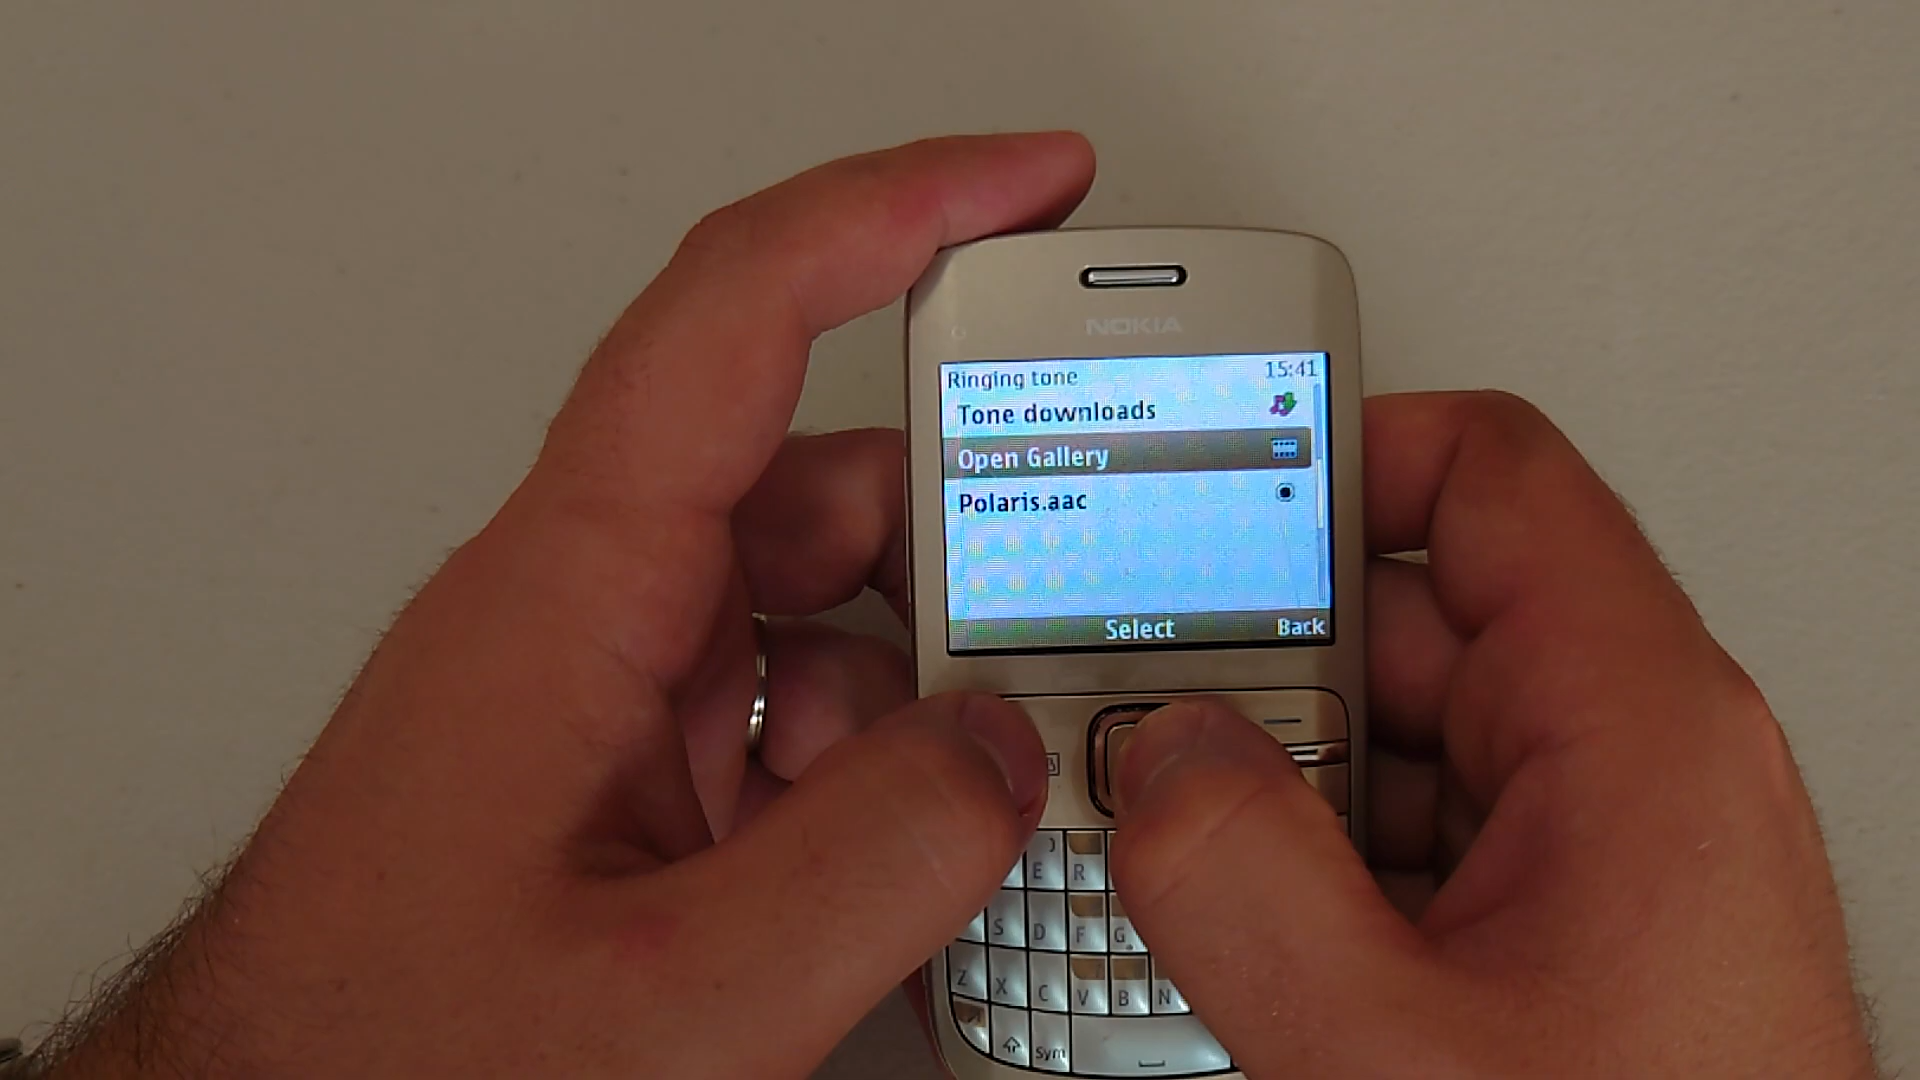 NOKIA
Ringing tone 15:41
Tone downloads
Open Gallery
Polaris.aac
Select Back
E R
S D F G
Z X C V B N
Sym